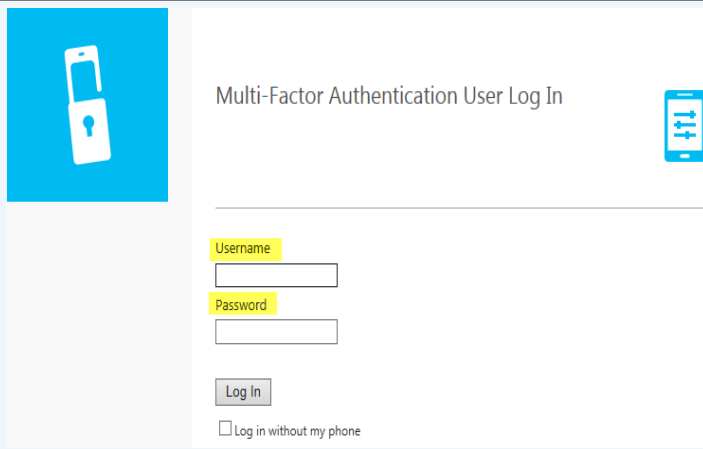 Multi-Factor Authentication User Log In
Username
Password
Log In
Log in without my phone